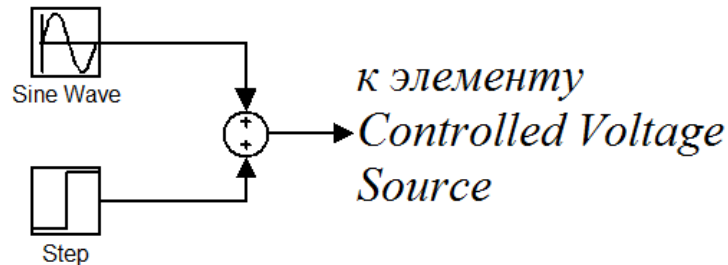 Sine Wave
+
+
к элементу
Controlled Voltage
Source
Step